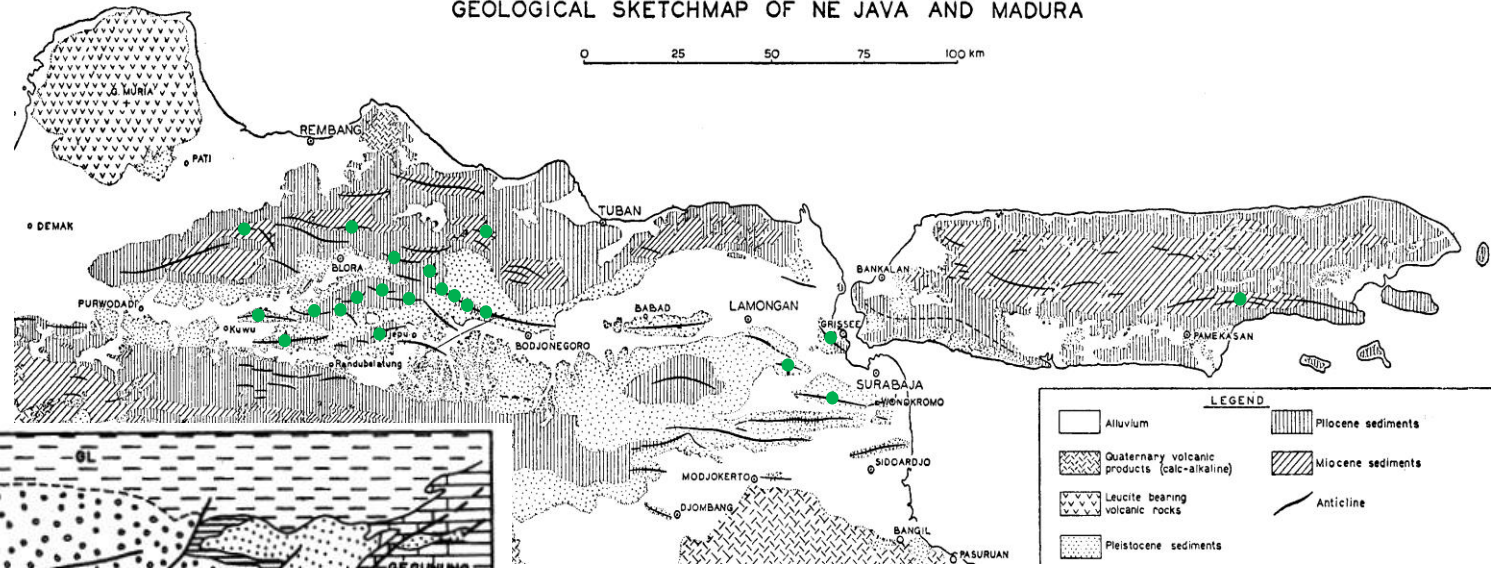 GEOLOGICAL SKETCHMAP OF NE JAVA AND MADURA
0 25 50 75 100 km
G. MURIA
REMBANG
PATI
TUBAN
DEMAK
BLORA
BANKALAN
PURWODADI
BABAD
LAMONGAN
Kuwu
GRISSEE
PAMEKASAN
BODJONEGORO
Randubelatung
SURABAJA
WONOKROMO
LEGEND
Alluvium
Pliocene sediments
Quaternary volcanic
products (calc-alkaline)
Miocene sediments
Leucite bearing
volcanic rocks
Anticline
Pleistocene sediments
GL
SIDOARDJO
MODJOKERTO
DJOMBANG
BANGIL
PASURUAN